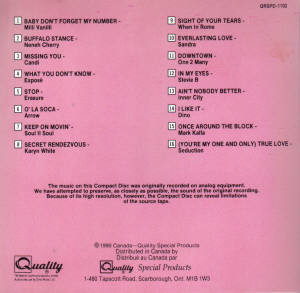 QRSPD-1102
1 BABY DON'T FORGET MY NUMBER -
Milli Vanilli
2 BUFFALO STANCE -
Neneh Cherry
3 MISSING YOU -
Candi
4 WHAT YOU DON'T KNOW -
Exposé
5 STOP -
Erasure
6 O' LA SOCA -
Arrow
7 KEEP ON MOVIN' -
Soul II Soul
8 SECRET RENDEZVOUS -
Karyn White
9 SIGHT OF YOUR TEARS -
When In Rome
10 EVERLASTING LOVE -
Sandra
11 DOWNTOWN -
One 2 Many
12 IN MY EYES -
Stevie B
13 AIN'T NOBODY BETTER -
Inner City
14 I LIKE IT -
Dino
15 ONCE AROUND THE BLOCK -
Mark Kalfa
16 (YOU'RE MY ONE AND ONLY) TRUE LOVE -
Seduction
The music on this Compact Disc was originally recorded on analog equipment.
We have attempted to preserve, as closely as possible, the sound of the original recording.
Because of its high resolution, however, the Compact Disc can reveal limitations
of the source tape.
© 1989 Canada—Quality Special Products
Distributed in Canada by
Distribué au Canada par
Quality Special Products
1-480 Tapscott Road, Scarborough, Ont. M1B 1W3
Quality